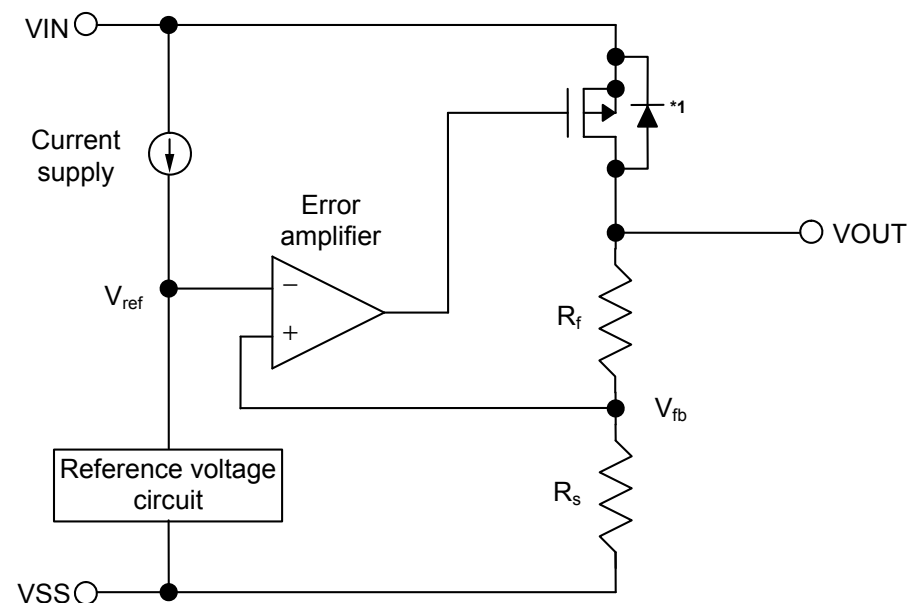 VIN
*1
Current
supply
Error
amplifier
VOUT
Vref
−
+
Rf
Vfb
Reference voltage
circuit
Rs
VSS